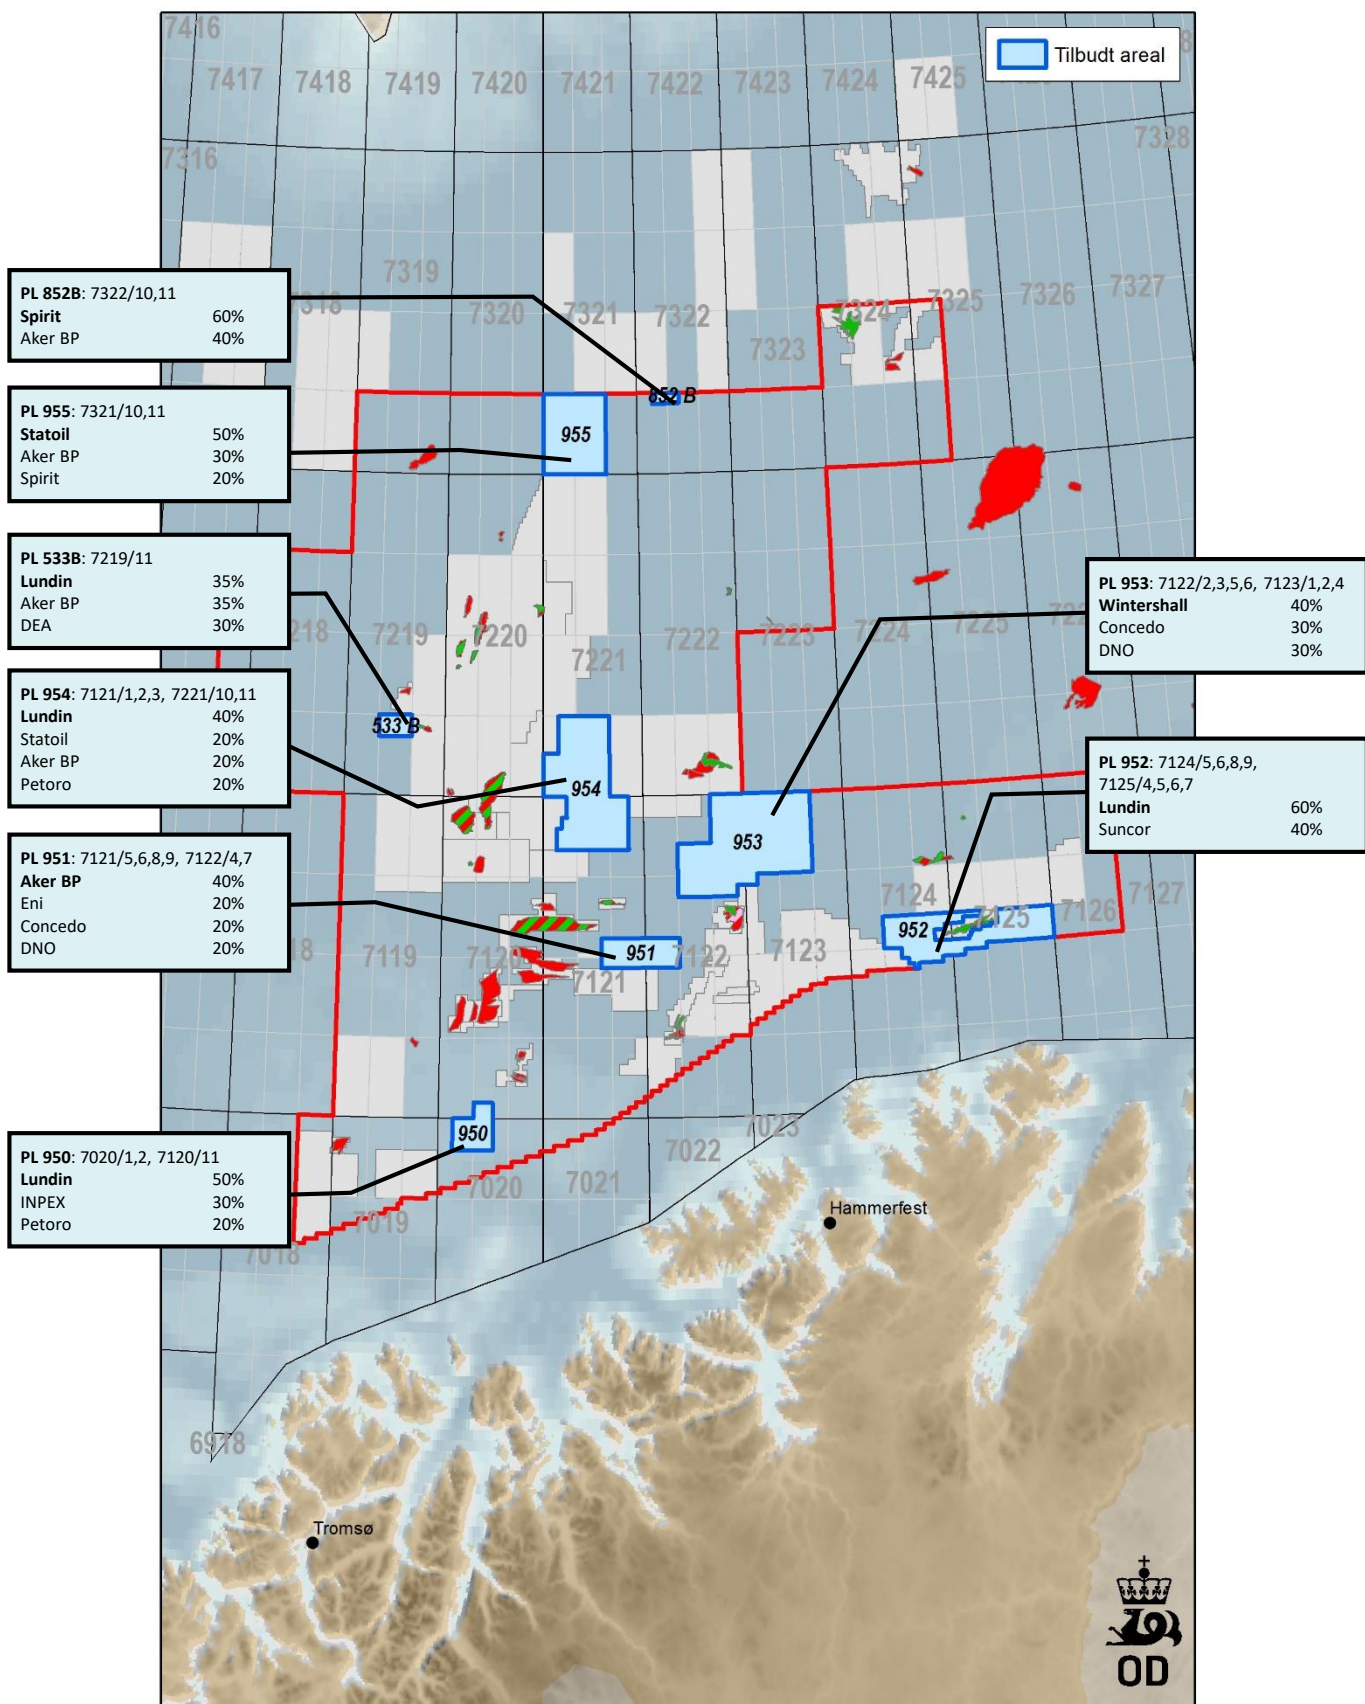 7416
7417
7418
7419
7420
7421
7422
7423
7424
7425
Tilbudt areal
7316
7328
7319
7320
7321
7322
7323
7324
7325
7326
7327
PL 852B: 7322/10,11
Spirit 60%
Aker BP 40%
852 B
PL 955: 7321/10,11
Statoil 50%
Aker BP 30%
Spirit 20%
955
PL 533B: 7219/11
Lundin 35%
Aker BP 35%
DEA 30%
533 B
PL 953: 7122/2,3,5,6, 7123/1,2,4
Wintershall 40%
Concedo 30%
DNO 30%
7219
7220
7221
7222
7223
7224
7225
PL 954: 7121/1,2,3, 7221/10,11
Lundin 40%
Statoil 20%
Aker BP 20%
Petoro 20%
954
953
PL 952: 7124/5,6,8,9,
7125/4,5,6,7
Lundin 60%
Suncor 40%
PL 951: 7121/5,6,8,9, 7122/4,7
Aker BP 40%
Eni 20%
Concedo 20%
DNO 20%
951
952
7119
7120
7121
7122
7123
7124
7125
7126
7127
PL 950: 7020/1,2, 7120/11
Lundin 50%
INPEX 30%
Petoro 20%
950
7018
7019
7020
7021
7022
7023
Hammerfest
6918
Tromsø
OD